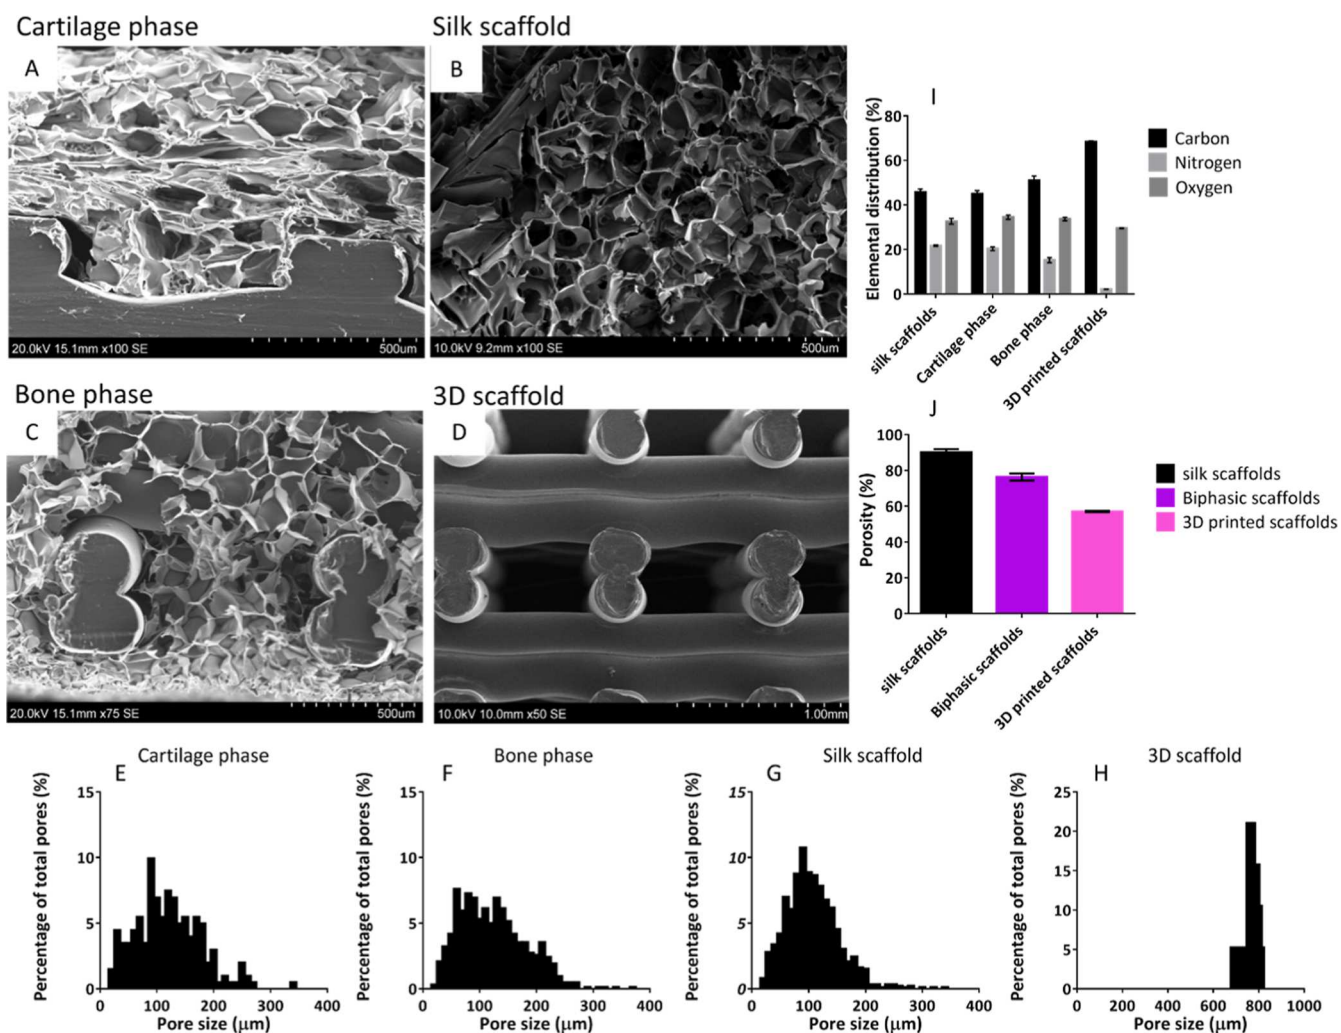 Cartilage phase
A
20.0kV 15.1mm x100 SE
500um
Silk scaffold
B
10.0kV 9.2mm x100 SE
500um
I
Elemental distribution (%)
80
60
40
20
0
Carbon
Nitrogen
Oxygen
silk scaffolds
Cartilage phase
Bone phase
3D printed scaffolds
Bone phase
C
20.0kV 15.1mm x75 SE
500um
3D scaffold
D
10.0kV 10.0mm x50 SE
1.00mm
J
Porosity (%)
100
80
60
40
20
0
silk scaffolds
Biphasic scaffolds
3D printed scaffolds
silk scaffolds
Biphasic scaffolds
3D printed scaffolds
Cartilage phase
E
Percentage of total pores (%)
15
10
5
0
0 100 200 300 400
Pore size (µm)
Bone phase
F
Percentage of total pores (%)
15
10
5
0
0 100 200 300 400
Pore size (µm)
Silk scaffold
G
Percentage of total pores (%)
15
10
5
0
0 100 200 300 400
Pore size (µm)
3D scaffold
H
Percentage of total pores (%)
25
20
15
10
5
0
0 200 400 600 800 1000
Pore size (µm)